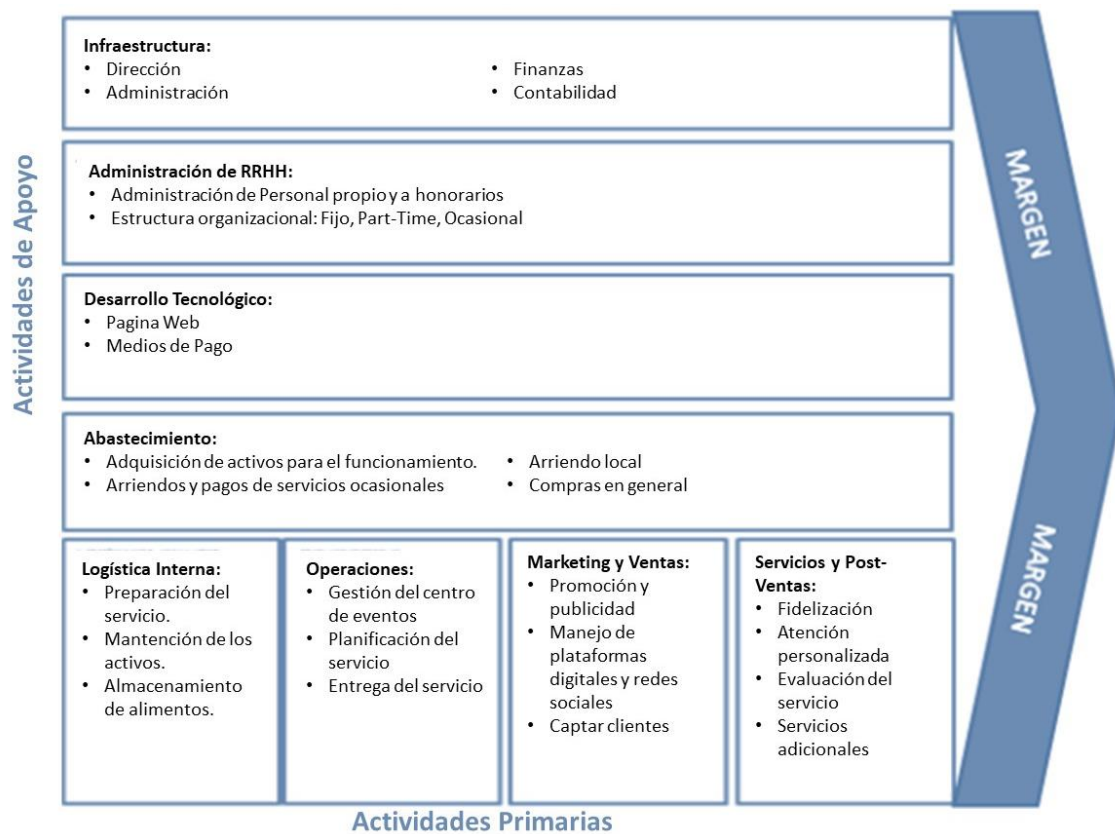 Actividades de Apoyo
Infraestructura:
• Dirección
• Administración
• Finanzas
• Contabilidad
Administración de RRHH:
• Administración de Personal propio y a honorarios
• Estructura organizacional: Fijo, Part-Time, Ocasional
Desarrollo Tecnológico:
• Pagina Web
• Medios de Pago
Abastecimiento:
• Adquisición de activos para el funcionamiento.
• Arriendos y pagos de servicios ocasionales
• Arriendo local
• Compras en general
Logística Interna:
• Preparación del
servicio.
• Mantención de los
activos.
• Almacenamiento
de alimentos.
Operaciones:
• Gestión del centro
de eventos
• Planificación del
servicio
• Entrega del servicio
Marketing y Ventas:
• Promoción y
publicidad
• Manejo de
plataformas
digitales y redes
sociales
• Captar clientes
Servicios y Post-
Ventas:
• Fidelización
• Atención
personalizada
• Evaluación del
servicio
• Servicios
adicionales
MARGEN
MARGEN
Actividades Primarias